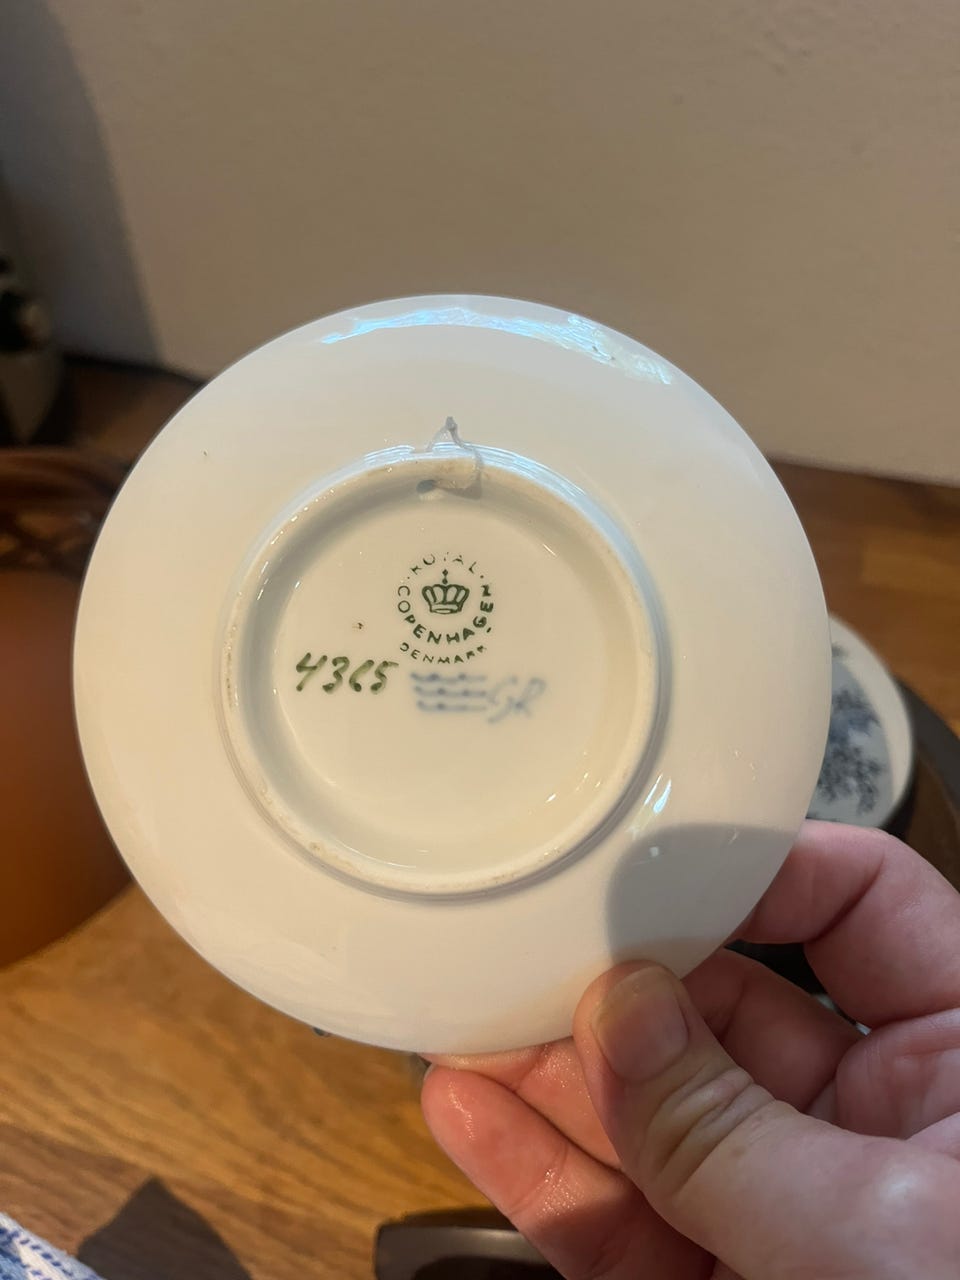 ROYAL
COPENHAGEN
DENMARK
4365
GR